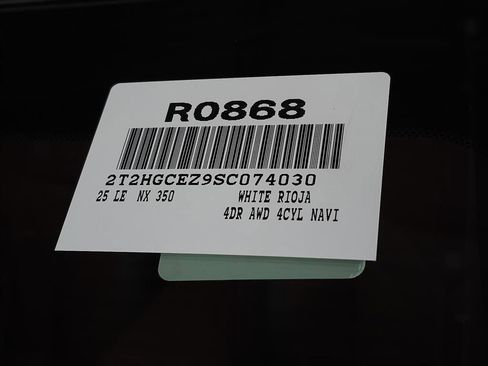 R0868
2T2HGCEZ9SC074030
25 LE NX 350 WHITE RIOJA
4DR AWD 4CYL NAVI